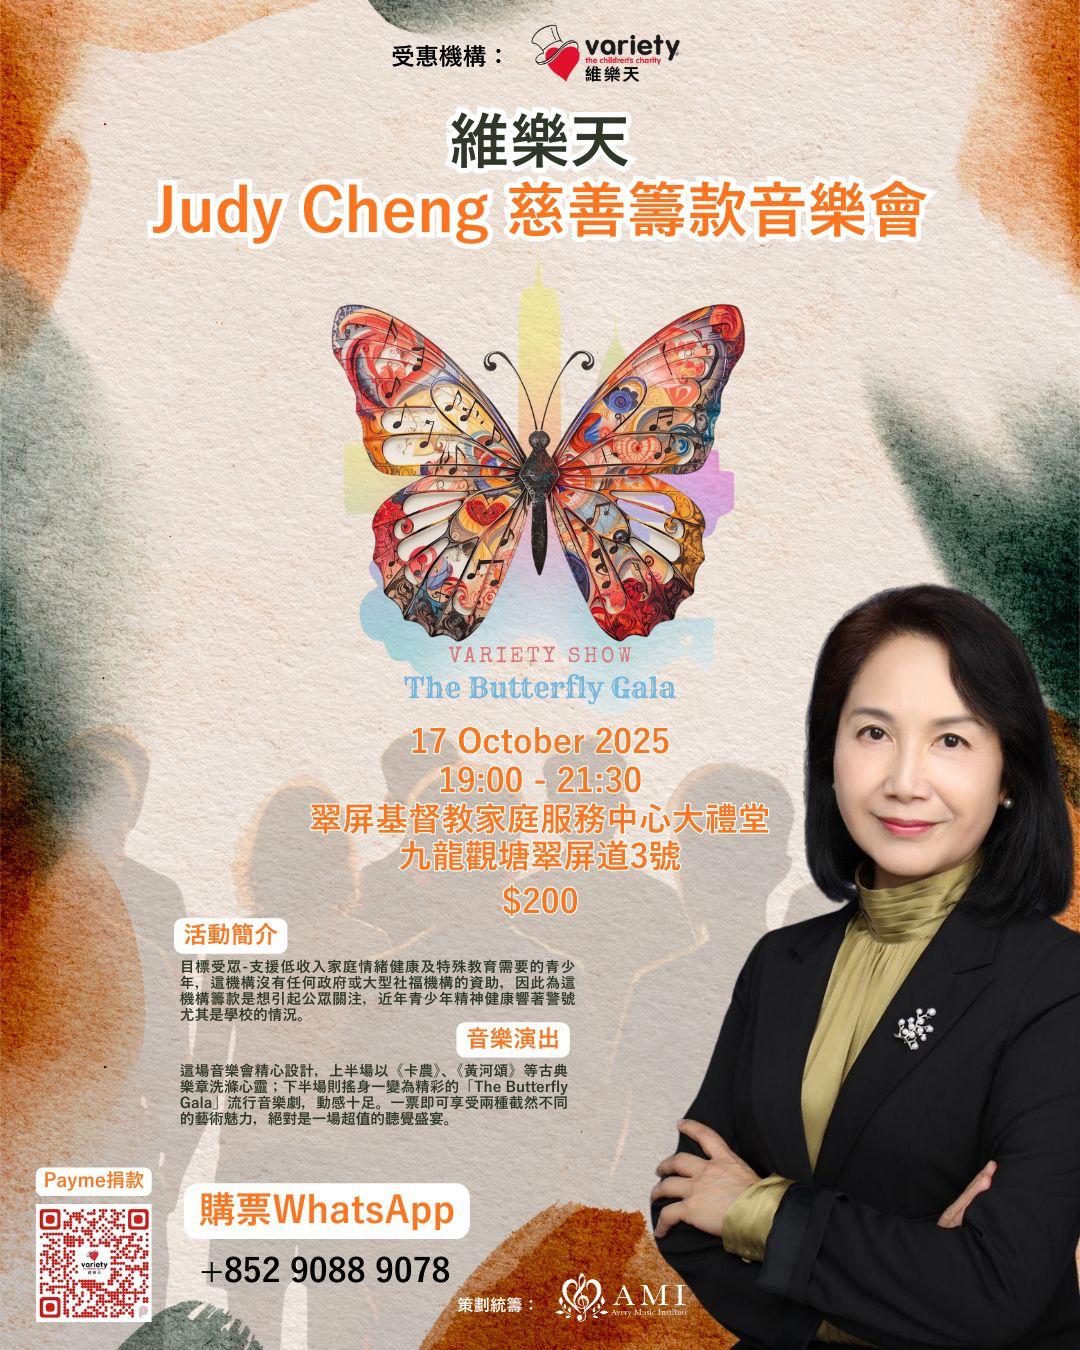 受惠機構：
variety
the children's charity
維樂天
維樂天
Judy Cheng 慈善籌款音樂會
VARIETY SHOW
The Butterfly Gala
17 October 2025
19:00 - 21:30
翠屏基督教家庭服務中心大禮堂
九龍觀塘翠屏道3號
$200
活動簡介
目標受眾-支援低收入家庭情緒健康及特殊教育需要的青少
年，這機構沒有任何政府或大型社福機構的資助，因此為這
機構籌款是想引起公眾關注，近年青少年精神健康響著警號
尤其是學校的情況。
音樂演出
這場音樂會精心設計，上半場以《卡農》、《黃河頌》等古典
樂章洗滌心靈；下半場則搖身一變為精彩的「The Butterfly
Gala」流行音樂劇，動感十足。一票即可享受兩種截然不同
的藝術魅力，絕對是一場超值的聽覺盛宴。
Payme捐款
variety
維樂天
購票WhatsApp
+852 9088 9078
策劃統籌：
AMI
Avery Music Institute